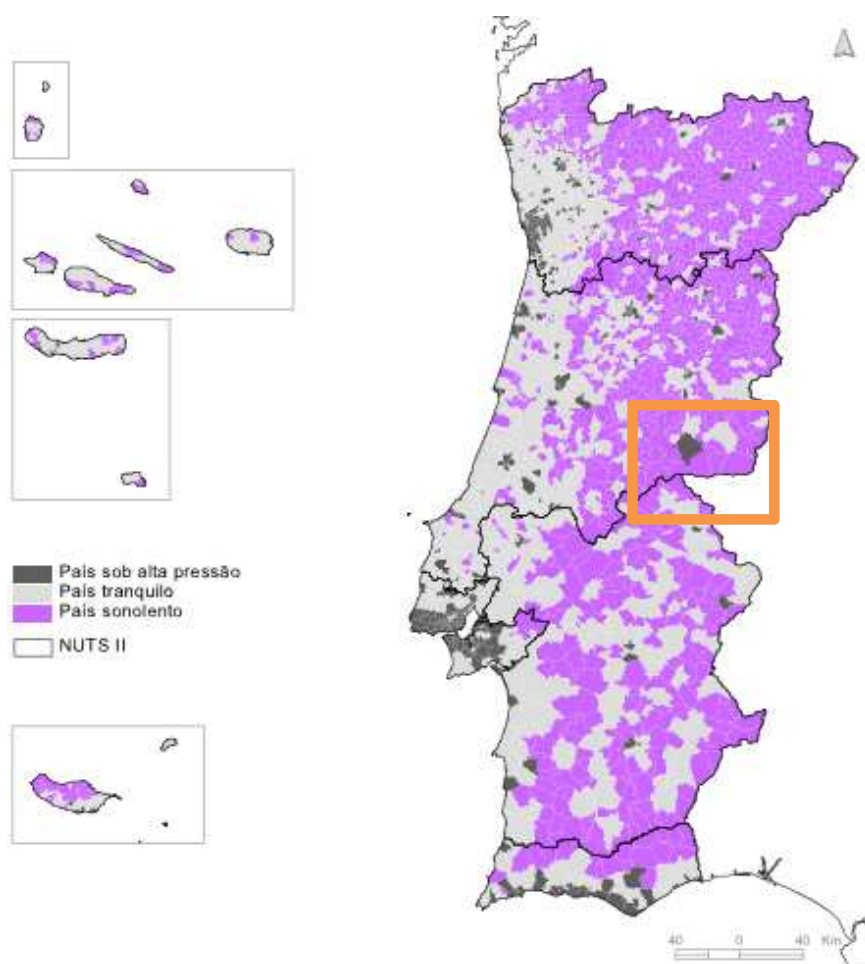 País sob alta pressão
País tranquilo
País sonolento
NUTS II
40 0 40 Km